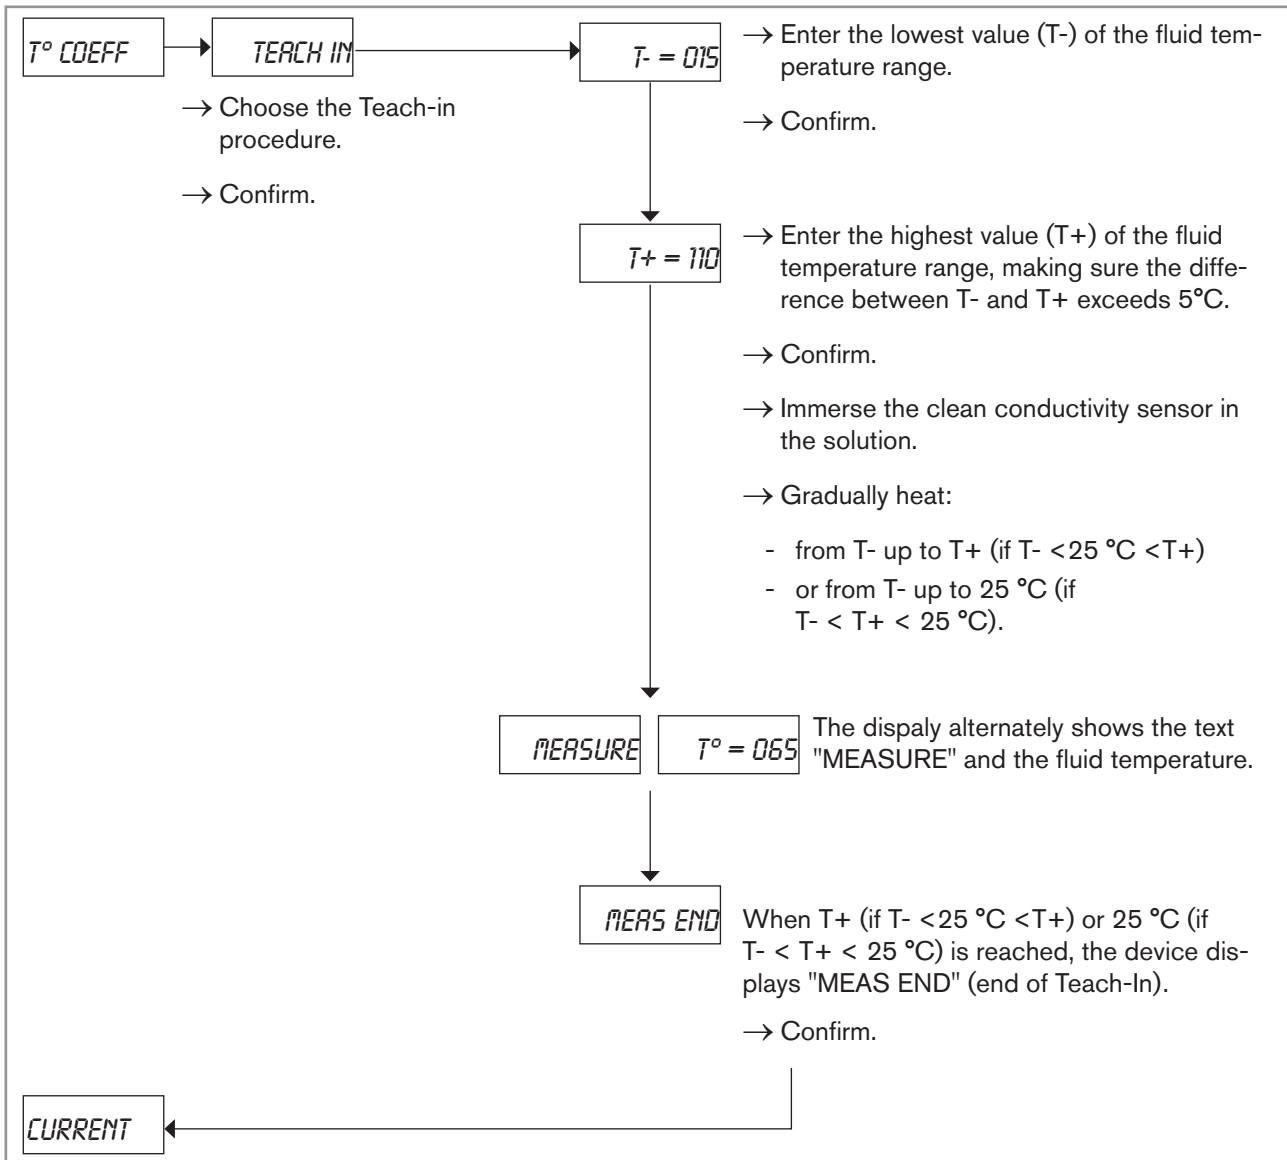 T° COEFF
TEACH IN
T- = 015
→ Enter the lowest value (T-) of the fluid tem-
perature range.
→ Confirm.
→ Choose the Teach-in
procedure.
→ Confirm.
T+ = 110
→ Enter the highest value (T+) of the fluid
temperature range, making sure the diffe-
rence between T- and T+ exceeds 5°C.
→ Confirm.
→ Immerse the clean conductivity sensor in
the solution.
→ Gradually heat:
- from T- up to T+ (if T- <25 °C <T+)
- or from T- up to 25 °C (if
T- < T+ < 25 °C).
MEASURE
T° = 065
The dispaly alternately shows the text
"MEASURE" and the fluid temperature.
MEAS END
When T+ (if T- <25 °C <T+) or 25 °C (if
T- < T+ < 25 °C) is reached, the device dis-
plays "MEAS END" (end of Teach-In).
→ Confirm.
CURRENT